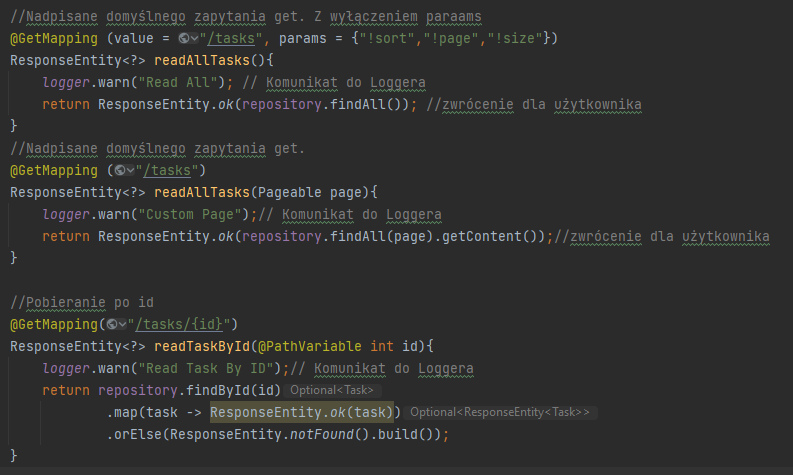 //Nadpisane domyślnego zapytania get. Z wyłączeniem paraams
@GetMapping (value = "/tasks", params = {"!sort","!page","!size"})
ResponseEntity<?> readAllTasks(){
logger.warn("Read All"); // Komunikat do Loggera
return ResponseEntity.ok(repository.findAll()); //zwrócenie dla użytkownika
}
//Nadpisane domyślnego zapytania get.
@GetMapping ("/tasks")
ResponseEntity<?> readAllTasks(Pageable page){
logger.warn("Custom Page");// Komunikat do Loggera
return ResponseEntity.ok(repository.findAll(page).getContent());//zwrócenie dla użytkownika
}
//Pobieranie po id
@GetMapping("/tasks/{id}")
ResponseEntity<?> readTaskById(@PathVariable int id){
logger.warn("Read Task By ID");// Komunikat do Loggera
return repository.findById(id) Optional<Task>
.map(task -> ResponseEntity.ok(task)) Optional<ResponseEntity<Task>>
.orElse(ResponseEntity.notFound().build());
}